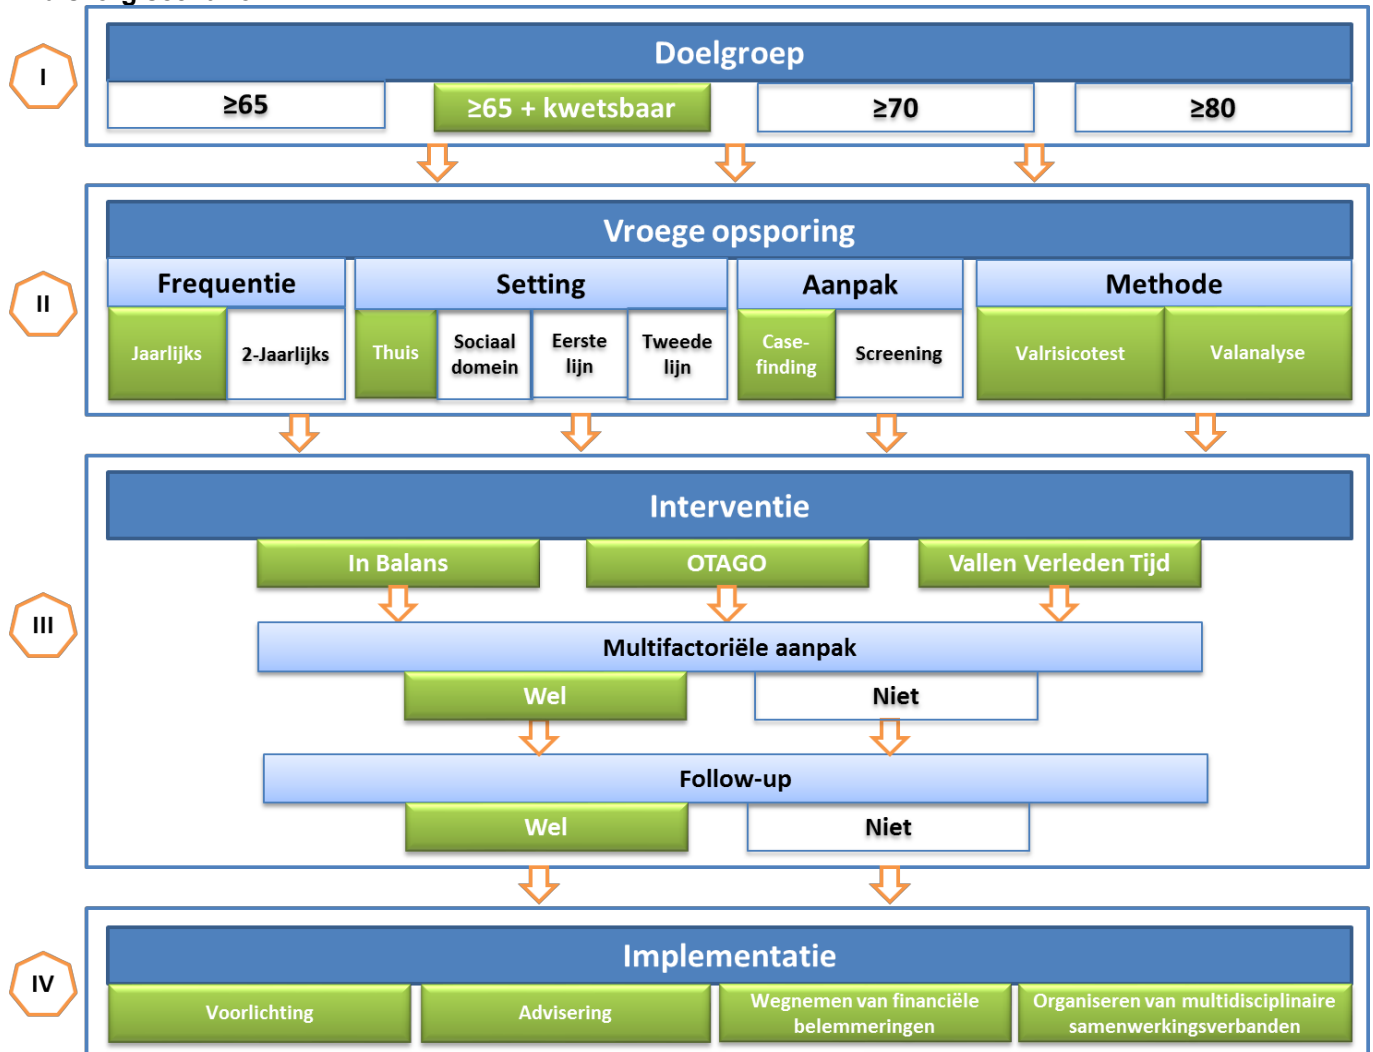 I
Doelgroep
≥65
≥65 + kwetsbaar
≥70
≥80
II
Vroege opsporing
Frequentie
Setting
Aanpak
Methode
Jaarlijks
2-Jaarlijks
Thuis
Sociaal
domein
Eerste
lijn
Tweede
lijn
Case-
finding
Screening
Valrisicotest
Valanalyse
III
Interventie
In Balans
OTAGO
Vallen Verleden Tijd
Multifactoriële aanpak
Wel
Niet
Follow-up
Wel
Niet
IV
Implementatie
Voorlichting
Advisering
Wegnemen van financiële
belemmeringen
Organiseren van multidisciplinaire
samenwerkingsverbanden